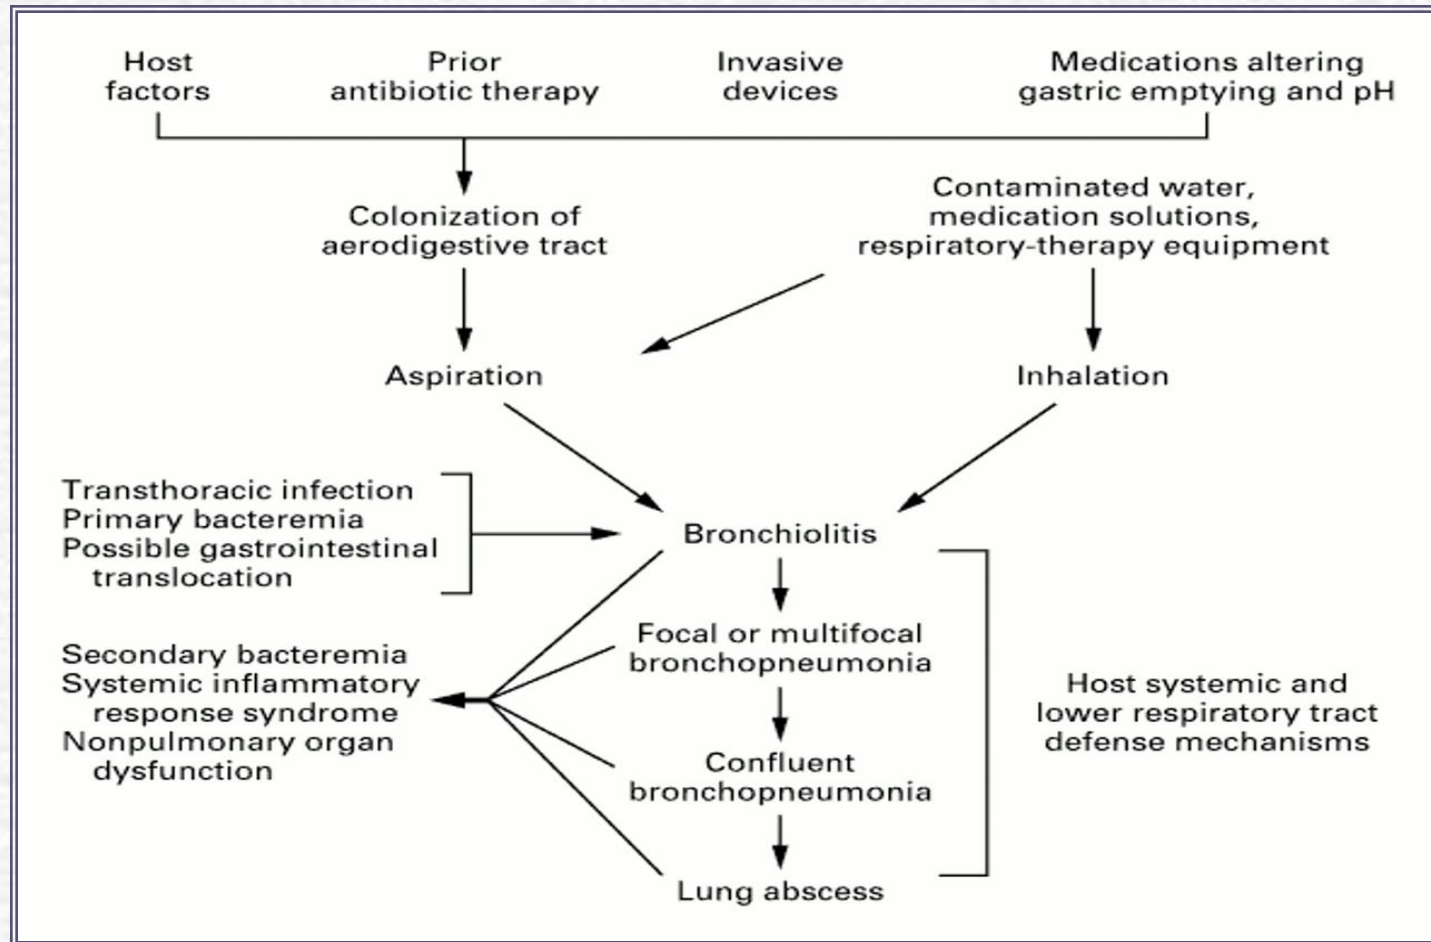 Host
factors
Prior
antibiotic therapy
Invasive
devices
Medications altering
gastric emptying and pH
Colonization of
aerodigestive tract
Contaminated water,
medication solutions,
respiratory-therapy equipment
Aspiration
Inhalation
Transthoracic infection
Primary bacteremia
Possible gastrointestinal
translocation
Bronchiolitis
Focal or multifocal
bronchopneumonia
Secondary bacteremia
Systemic inflammatory
response syndrome
Nonpulmonary organ
dysfunction
Host systemic and
lower respiratory tract
defense mechanisms
Confluent
bronchopneumonia
Lung abscess